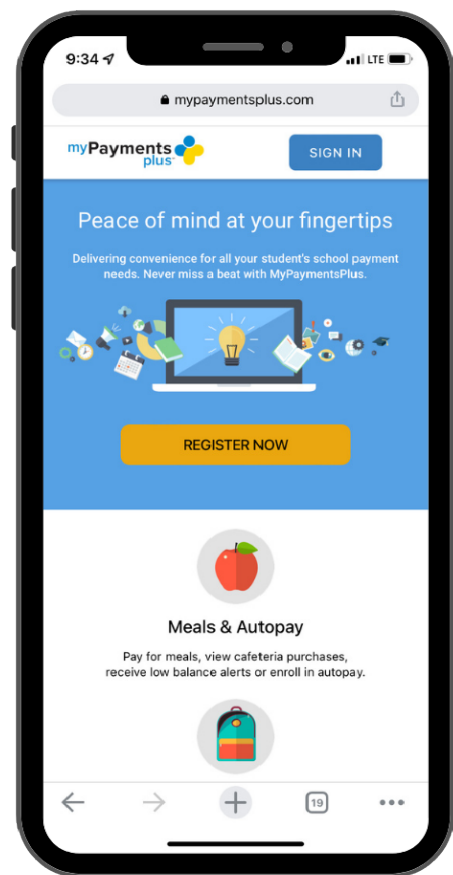 9:34
LTE
mypaymentsplus.com
myPayments
plus
SIGN IN
Peace of mind at your fingertips
Delivering convenience for all your student's school payment
needs. Never miss a beat with MyPaymentsPlus.
REGISTER NOW
Meals & Autopay
Pay for meals, view cafeteria purchases,
receive low balance alerts or enroll in autopay.
19